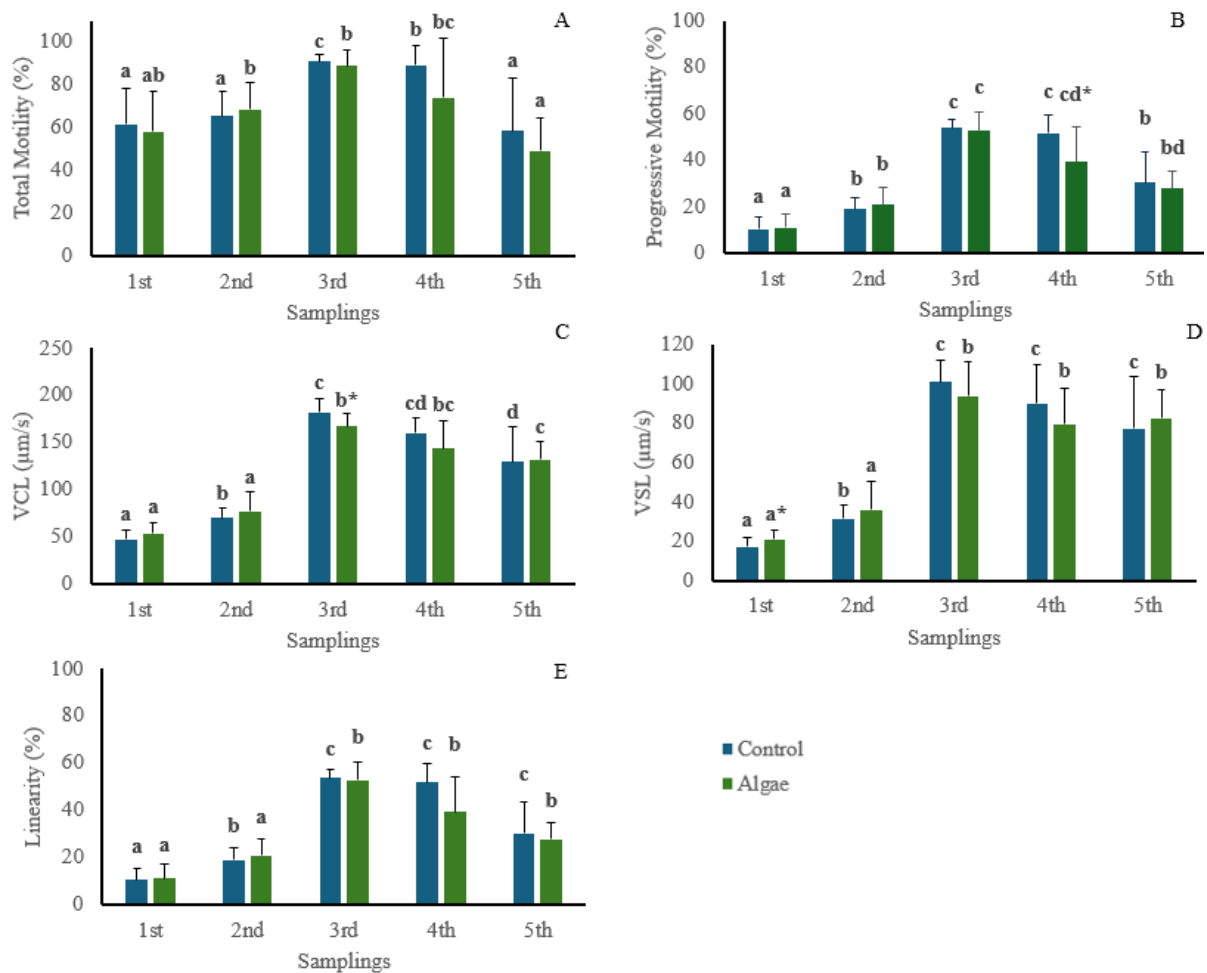 A
Total Motility (%)
100
80
60
40
20
0
a ab a b c b b bc a a
1st 2nd 3rd 4th 5th
Samplings
B
Progressive Motility (%)
100
80
60
40
20
0
a a b b c c c cd* b bd
1st 2nd 3rd 4th 5th
Samplings
C
VCL (µm/s)
250
200
150
100
50
0
a a b a c b* cd bc d c
1st 2nd 3rd 4th 5th
Samplings
D
VSL (µm/s)
120
100
80
60
40
20
0
a a* b a c b c b c b
1st 2nd 3rd 4th 5th
Samplings
E
Linearity (%)
100
80
60
40
20
0
a a b a c b c b c b
1st 2nd 3rd 4th 5th
Samplings
Control
Algae